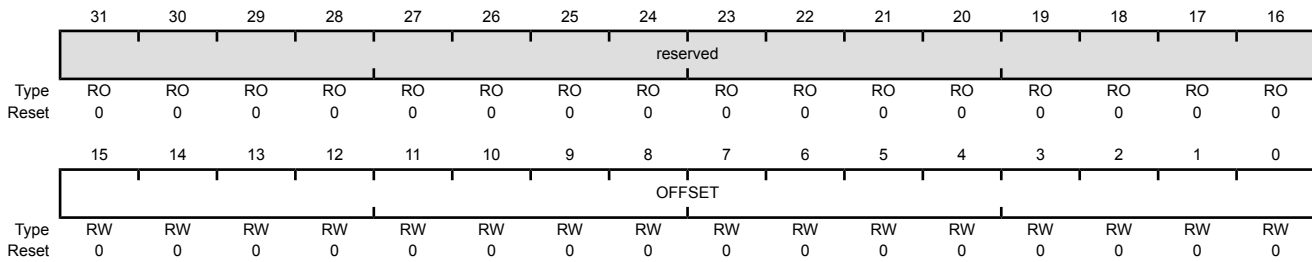 31 30 29 28 27 26 25 24 23 22 21 20 19 18 17 16
reserved
Type RO RO RO RO RO RO RO RO RO RO RO RO RO RO RO RO
Reset 0 0 0 0 0 0 0 0 0 0 0 0 0 0 0 0
15 14 13 12 11 10 9 8 7 6 5 4 3 2 1 0
OFFSET
Type RW RW RW RW RW RW RW RW RW RW RW RW RW RW RW RW
Reset 0 0 0 0 0 0 0 0 0 0 0 0 0 0 0 0